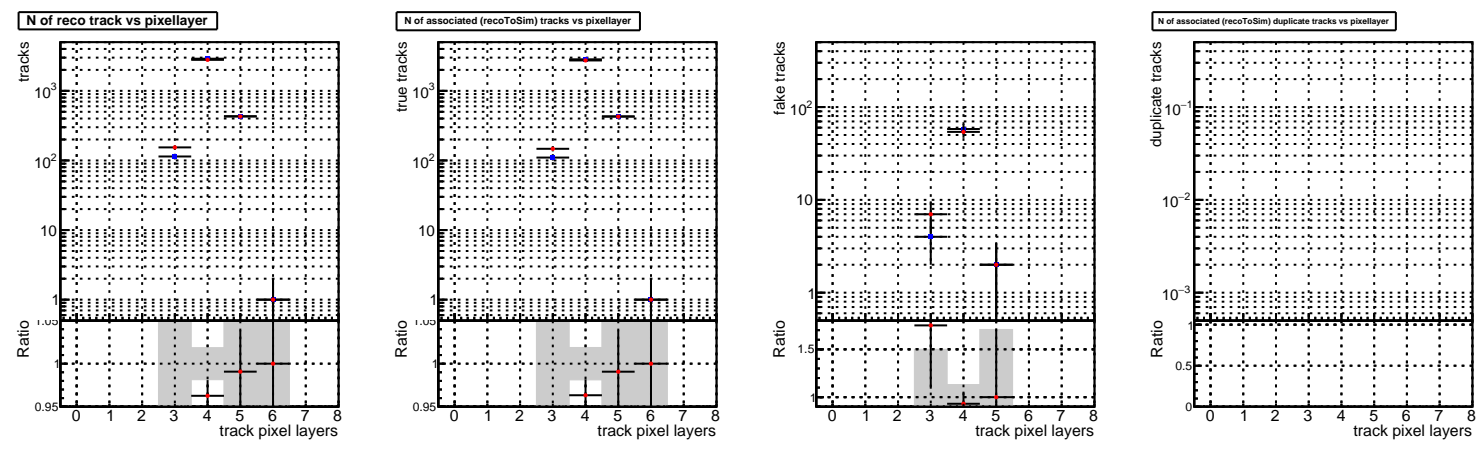 N of reco track vs pixellayer
tracks
10³
10²
10
1
Ratio
1.05
1
0.95
0 1 2 3 4 5 6 7 8
track pixel layers
N of associated (recoToSim) tracks vs pixellayer
true tracks
10³
10²
10
1
Ratio
1.05
1
0.95
0 1 2 3 4 5 6 7 8
track pixel layers
fake tracks
10²
10
1
Ratio
1.5
1
0 1 2 3 4 5 6 7 8
track pixel layers
N of associated (recoToSim) duplicate tracks vs pixellayer
duplicate tracks
10⁻¹
10⁻²
10⁻³
Ratio
1
0.5
0
0 1 2 3 4 5 6 7 8
track pixel layers